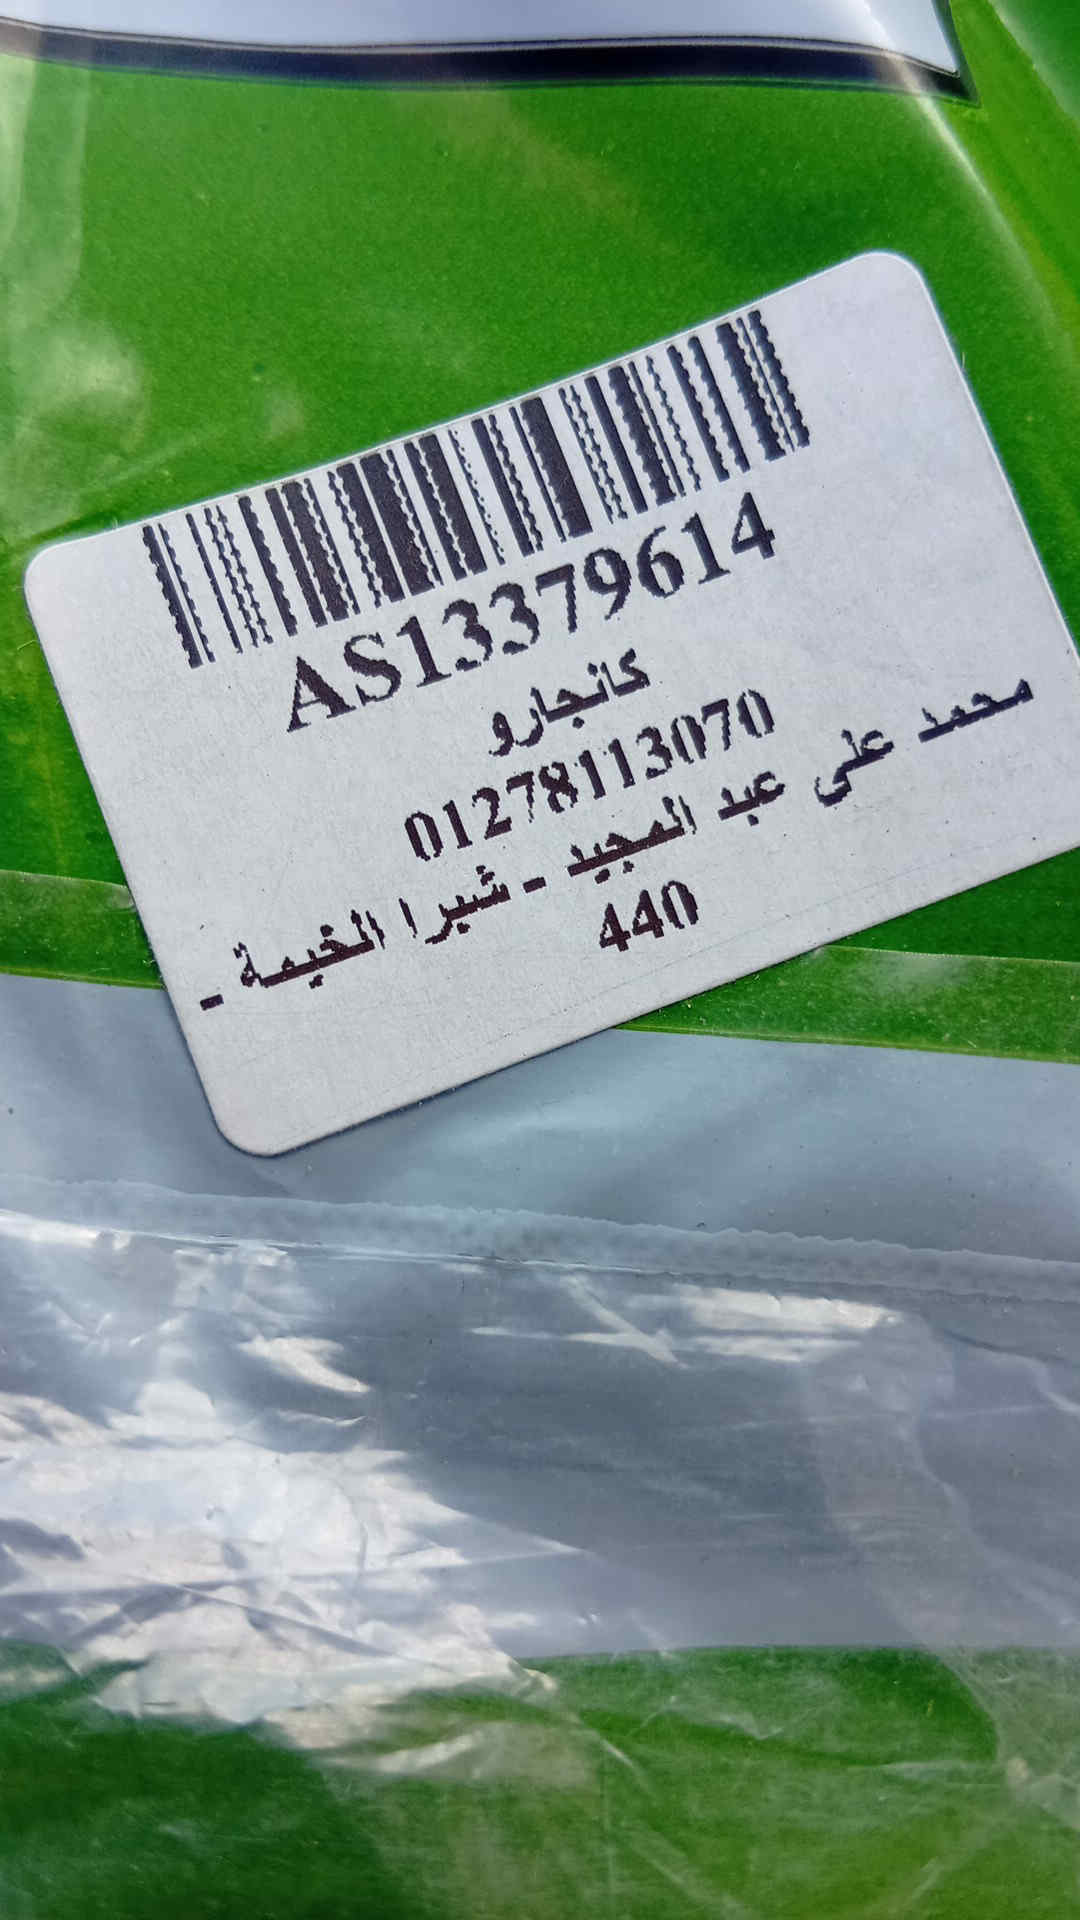 AS13379614
كانجارو
01278113070
محمد على عبد المجيد - شبرا الخيمة -
440